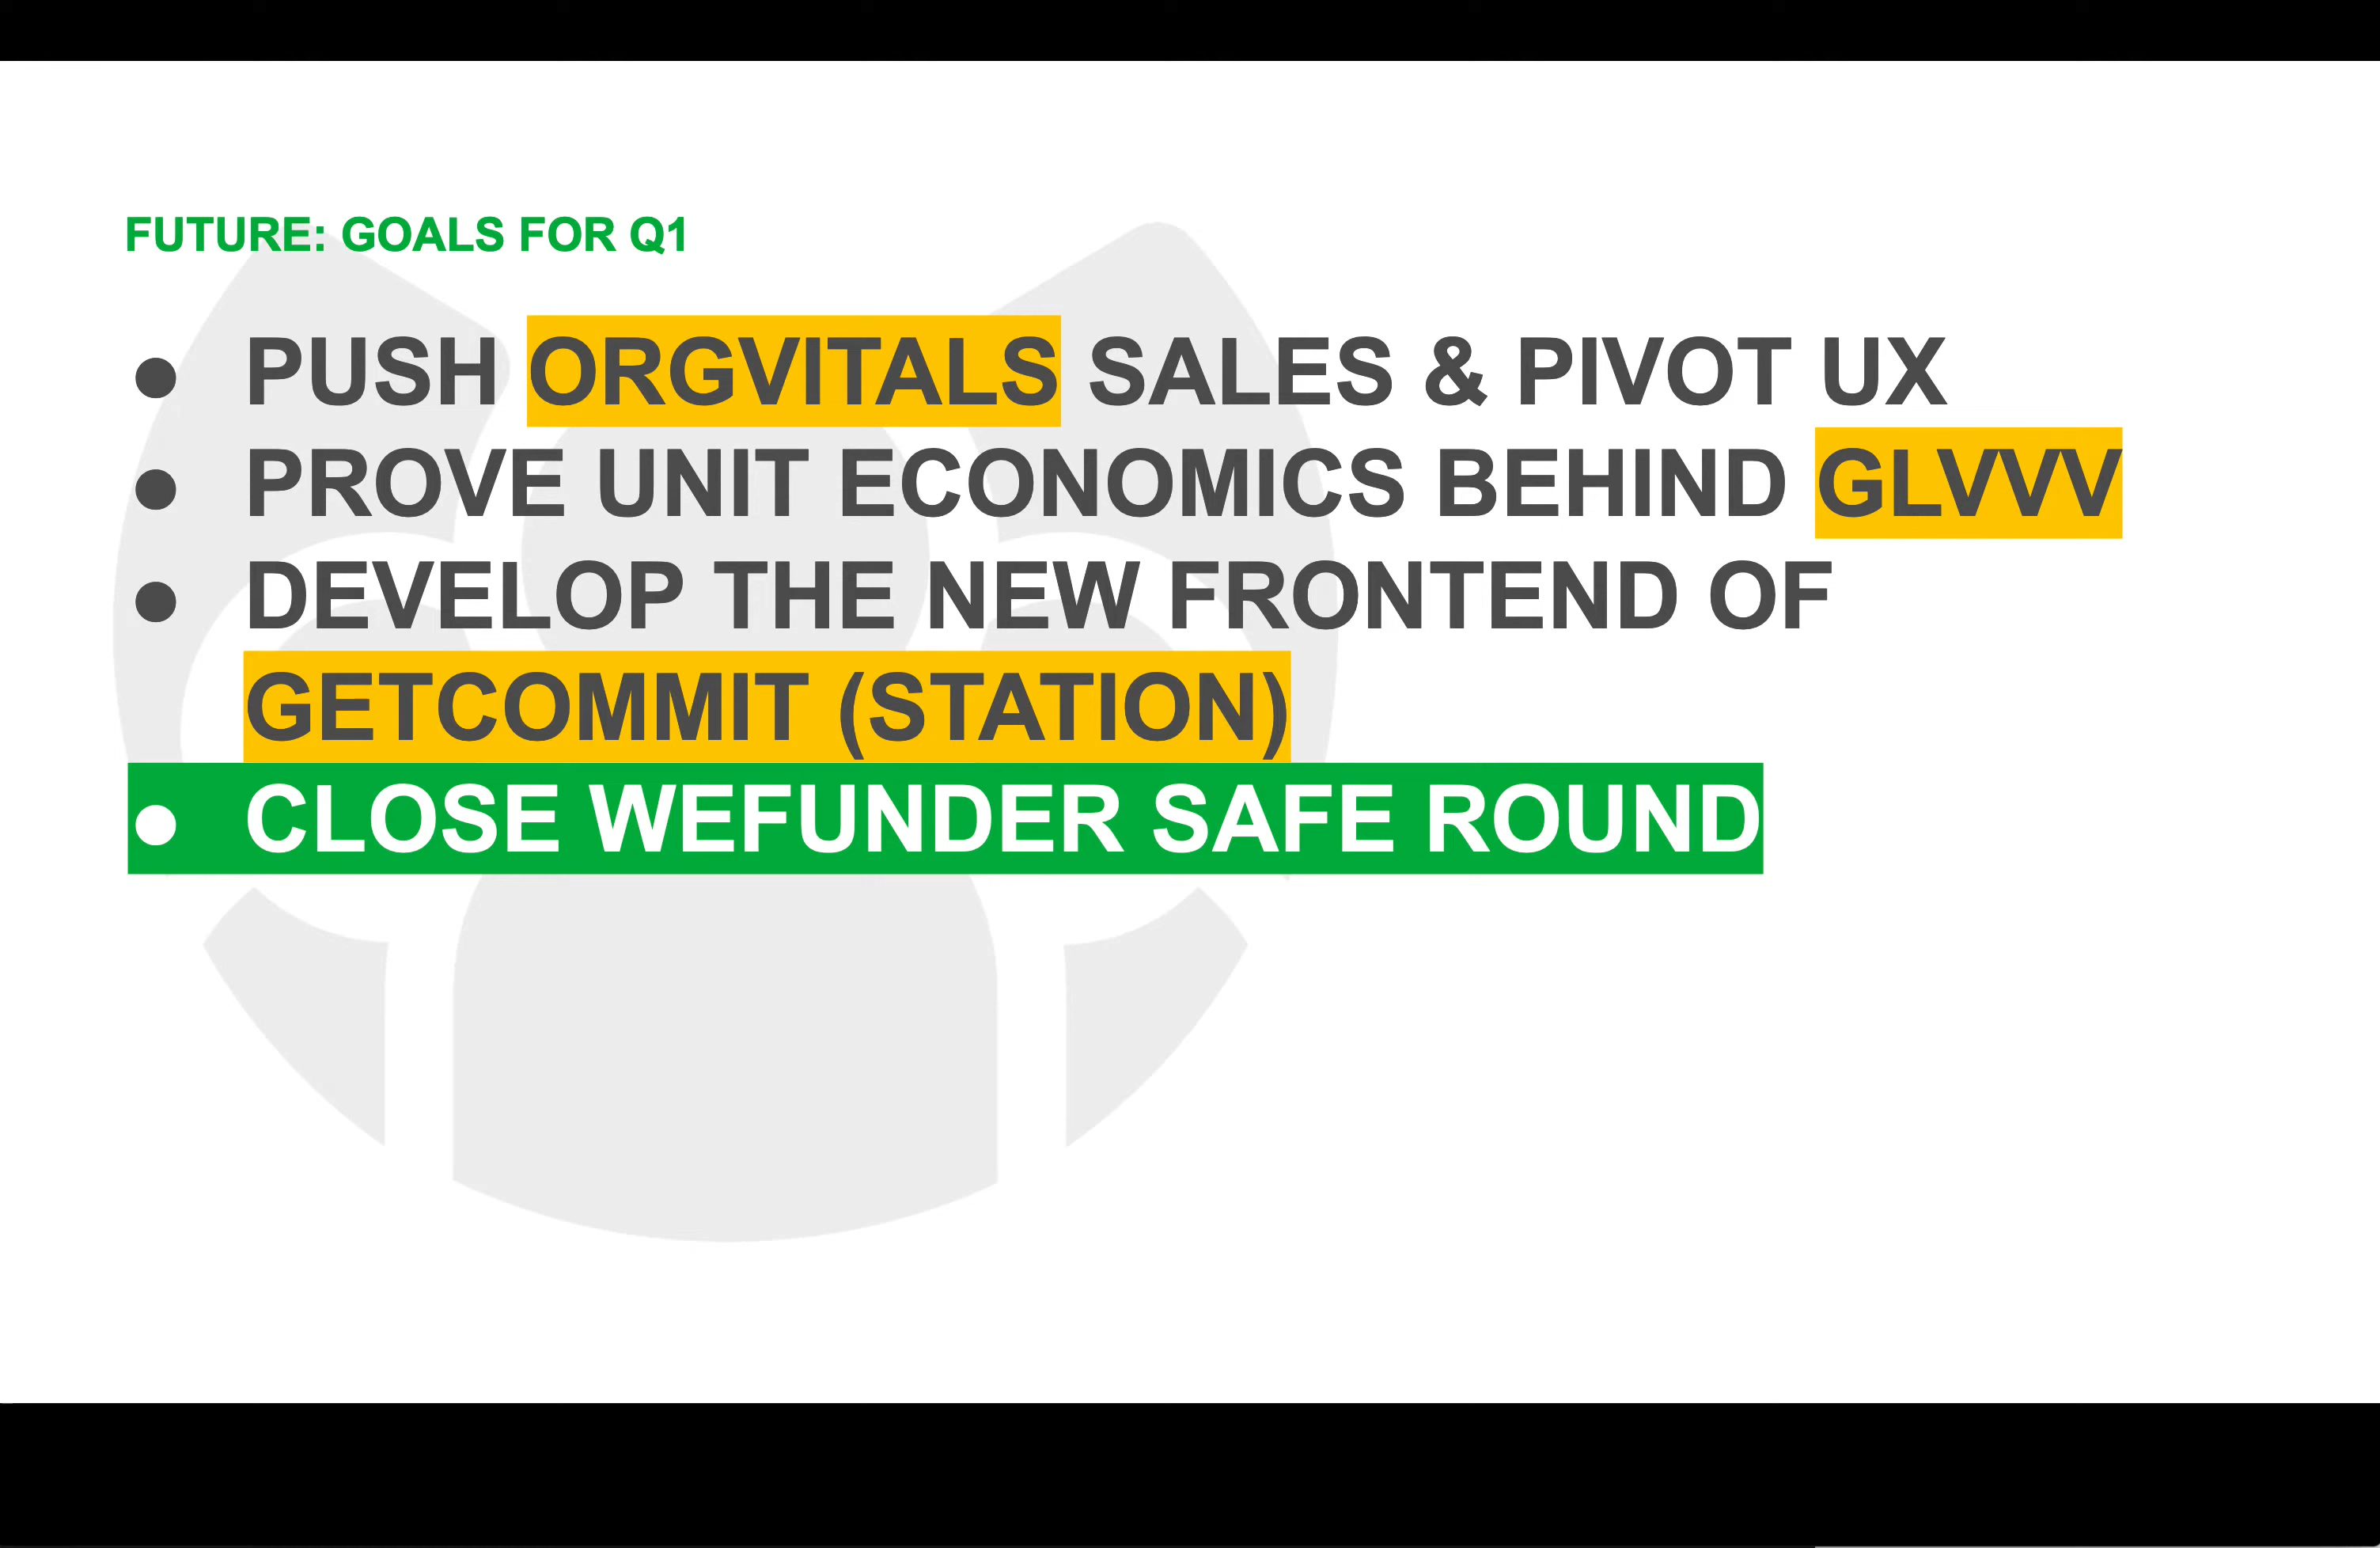 FUTURE: GOALS FOR Q1
● PUSH ORGVITALS SALES & PIVOT UX
● PROVE UNIT ECONOMICS BEHIND GLVVV
● DEVELOP THE NEW FRONTEND OF
GETCOMMIT (STATION)
● CLOSE WEFUNDER SAFE ROUND